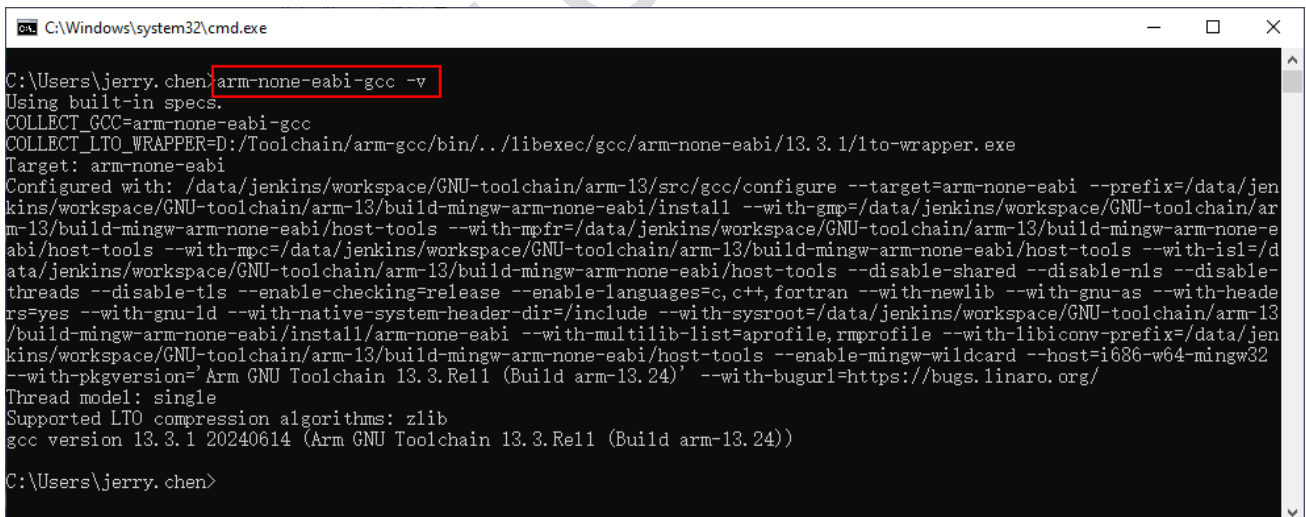 C:\Windows\system32\cmd.exe
C:\Users\jerry.chen>arm-none-eabi-gcc -v
Using built-in specs.
COLLECT_GCC=arm-none-eabi-gcc
COLLECT_LTO_WRAPPER=D:/Toolchain/arm-gcc/bin/../libexec/gcc/arm-none-eabi/13.3.1/lto-wrapper.exe
Target: arm-none-eabi
Configured with: /data/jenkins/workspace/GNU-toolchain/arm-13/src/gcc/configure --target=arm-none-eabi --prefix=/data/jen
kins/workspace/GNU-toolchain/arm-13/build-mingw-arm-none-eabi/install --with-gmp=/data/jenkins/workspace/GNU-toolchain/ar
m-13/build-mingw-arm-none-eabi/host-tools --with-mpfr=/data/jenkins/workspace/GNU-toolchain/arm-13/build-mingw-arm-none-e
abi/host-tools --with-mpc=/data/jenkins/workspace/GNU-toolchain/arm-13/build-mingw-arm-none-eabi/host-tools --with-isl=/d
ata/jenkins/workspace/GNU-toolchain/arm-13/build-mingw-arm-none-eabi/host-tools --disable-shared --disable-nls --disable-
threads --disable-tls --enable-checking=release --enable-languages=c,c++,fortran --with-newlib --with-gnu-as --with-heade
rs=yes --with-gnu-ld --with-native-system-header-dir=/include --with-sysroot=/data/jenkins/workspace/GNU-toolchain/arm-13
/build-mingw-arm-none-eabi/install/arm-none-eabi --with-multilib-list=aprofile,rmprofile --with-libiconv-prefix=/data/jen
kins/workspace/GNU-toolchain/arm-13/build-mingw-arm-none-eabi/host-tools --enable-mingw-wildcard --host=i686-w64-mingw32
--with-pkgversion='Arm GNU Toolchain 13.3.Rel1 (Build arm-13.24)' --with-bugurl=https://bugs.linaro.org/
Thread model: single
Supported LTO compression algorithms: zlib
gcc version 13.3.1 20240614 (Arm GNU Toolchain 13.3.Rel1 (Build arm-13.24))
C:\Users\jerry.chen>